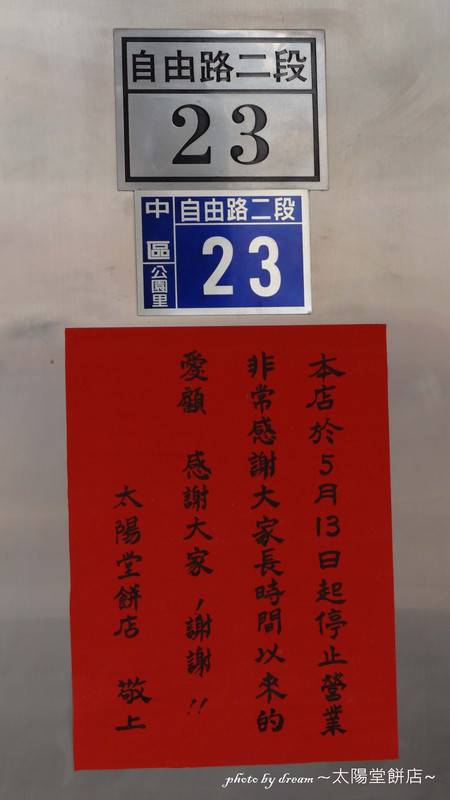 自由路二段
23
中區
公園里
自由路二段
23
本店於5月13日起停止營業
非常感謝大家長時間以來的
愛顧 感謝大家,謝謝!!
太陽堂餅店 敬上
photo by dream ~太陽堂餅店~